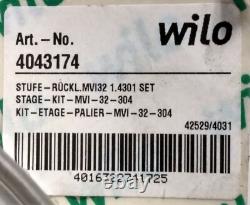 Art.-No.
wilo
4043174
STUFE-RÜCKL.MVI32 1.4301 SET
STAGE-KIT-MVI-32-304
KIT-ETAGE-PALIER-MVI-32-304
42529/4031